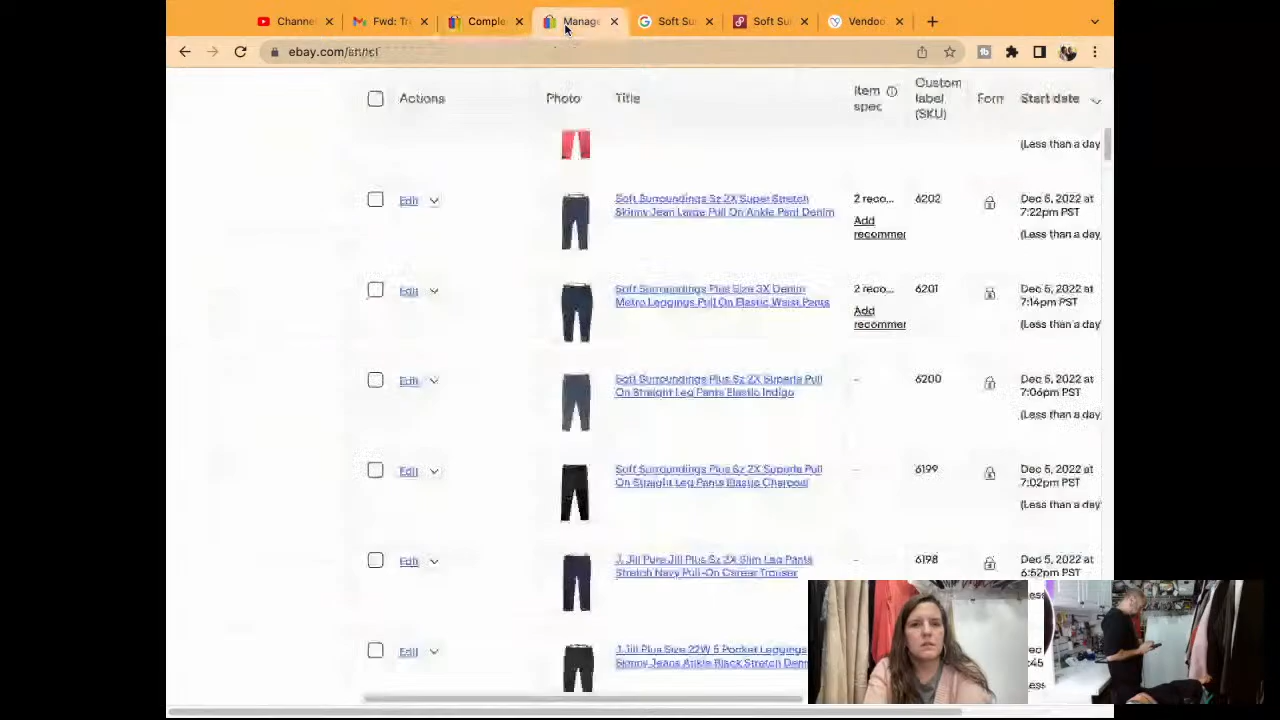 Channel
Fwd: Tr
Comple
Manage
Soft Su
Soft Su
Vendoo
ebay.com/sh/lst
Actions
Photo
Title
Item
spec
Custom
label
(SKU)
Form
Start date
(Less than a day
Edit
Soft Surroundings Sz 2X Super Stretch
Skinny Jean Large Pull On Ankle Pant Denim
2 reco...
Add
recommer
6202
Dec 5, 2022 at
7:22pm PST
(Less than a day
Edit
Soft Surroundings Plus Size 3X Denim
Metro Leggings Pull On Elastic Waist Pants
2 reco...
Add
recommer
6201
Dec 5, 2022 at
7:14pm PST
(Less than a day
Edit
Soft Surroundings Plus Sz 2X Superla Pull
On Straight Leg Pants Elastic Indigo
-
6200
Dec 5, 2022 at
7:06pm PST
(Less than a day
Edit
Soft Surroundings Plus Sz 2X Superla Pull
On Straight Leg Pants Elastic Charcoal
-
6199
Dec 5, 2022 at
7:02pm PST
(Less than a day
Edit
J. Jill Pure Jill Plus Sz 2X Slim Leg Pants
Stretch Navy Pull-On Career Trouser
-
6198
Dec 5, 2022 at
6:52pm PST
Edit
J. Jill Plus Size 22W 5 Pocket Leggings
Skinny Jeans Ankle Black Stretch Deni